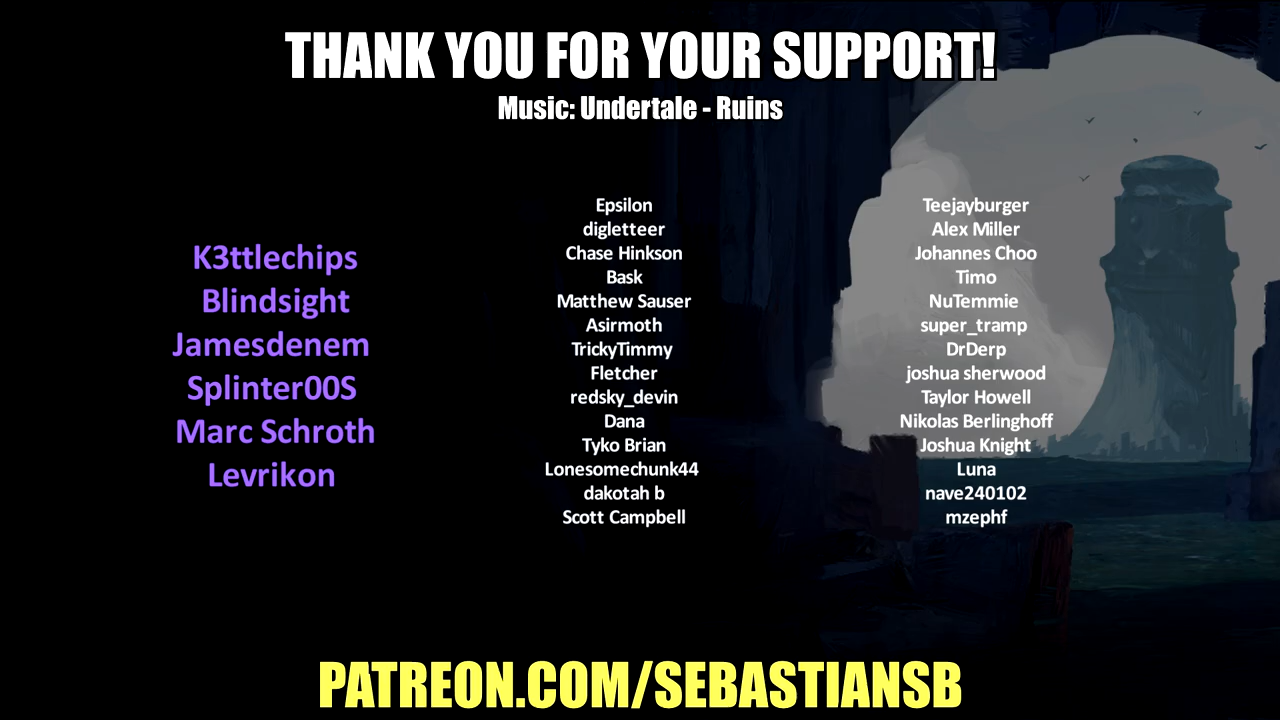 THANK YOU FOR YOUR SUPPORT!
Music: Undertale - Ruins
K3ttlechips
Blindsight
Jamesdenem
Splinter00S
Marc Schroth
Levrikon
Epsilon
digletteer
Chase Hinkson
Bask
Matthew Sauser
Asirmoth
TrickyTimmy
Fletcher
redsky_devin
Dana
Tyko Brian
Lonesomechunk44
dakotah b
Scott Campbell
Teejayburger
Alex Miller
Johannes Choo
Timo
NuTemmie
super_tramp
DrDerp
joshua sherwood
Taylor Howell
Nikolas Berlinghoff
Joshua Knight
Luna
nave240102
mzephf
PATREON.COM/SEBASTIANSB